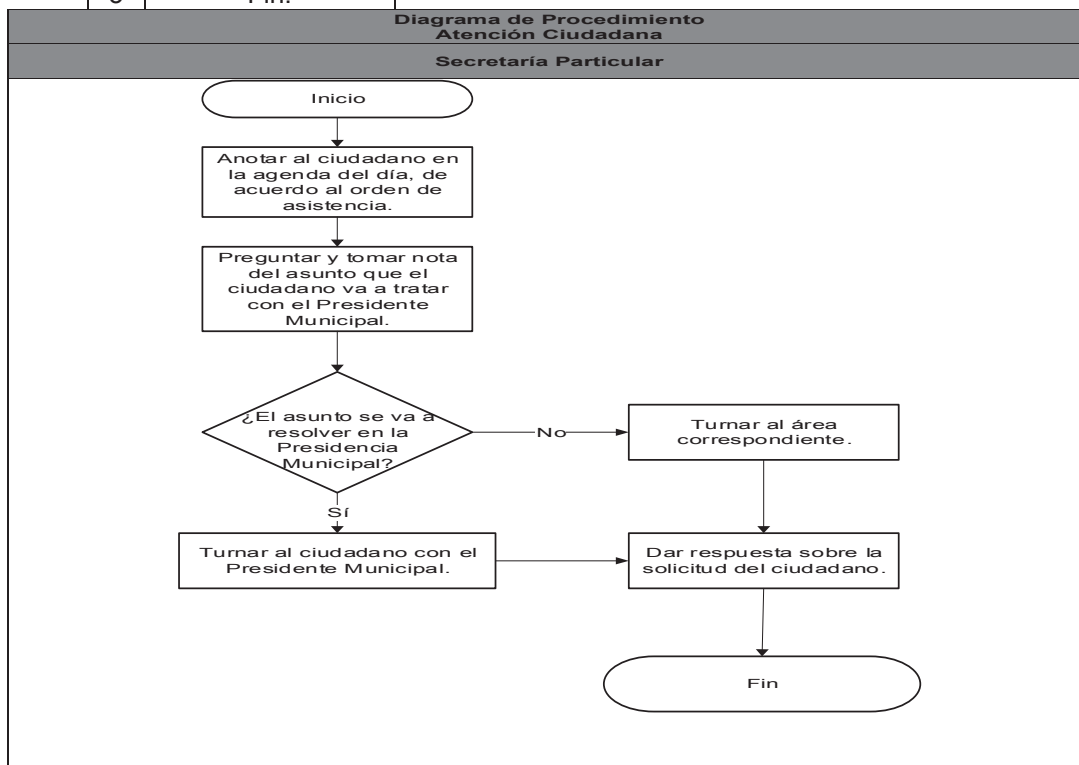 Diagrama de Procedimiento
Atención Ciudadana
Secretaría Particular
Inicio
Anotar al ciudadano en
la agenda del día, de
acuerdo al orden de
asistencia.
Preguntar y tomar nota
del asunto que el
ciudadano va a tratar
con el Presidente
Municipal.
¿El asunto se va a
resolver en la
Presidencia
Municipal?
No
Turnar al área
correspondiente.
Sí
Turnar al ciudadano con el
Presidente Municipal.
Dar respuesta sobre la
solicitud del ciudadano.
Fin